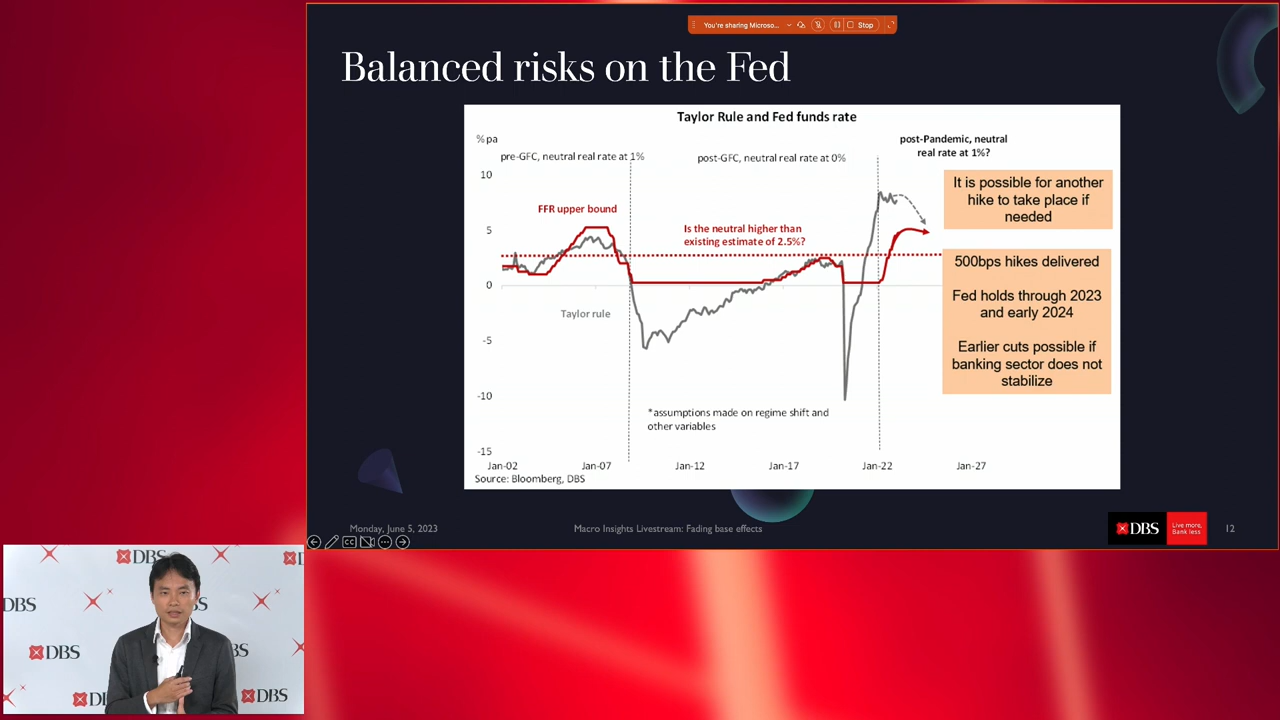 You're sharing Microso...
Stop
Balanced risks on the Fed
Taylor Rule and Fed funds rate
% pa
pre-GFC, neutral real rate at 1%
post-GFC, neutral real rate at 0%
post-Pandemic, neutral
real rate at 1%?
10
5
0
-5
-10
-15
FFR upper bound
Is the neutral higher than
existing estimate of 2.5%?
Taylor rule
*assumptions made on regime shift and
other variables
Jan-02
Jan-07
Jan-12
Jan-17
Jan-22
Jan-27
Source: Bloomberg, DBS
It is possible for another
hike to take place if
needed
500bps hikes delivered
Fed holds through 2023
and early 2024
Earlier cuts possible if
banking sector does not
stabilize
Monday, June 5, 2023
Macro Insights Livestream: Fading base effects
DBS
Live more,
Bank less
12
CC
DBS
DBS
DBS
DBS
DBS